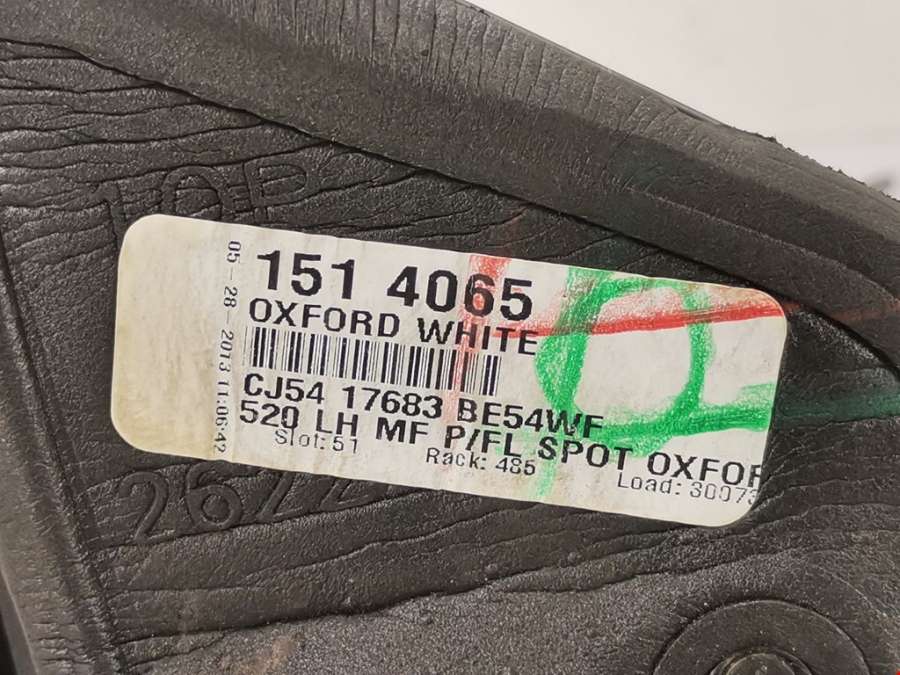 05-28-2013 11:06:42
151 4065
OXFORD WHITE
CJ54 17683 BE54WF
520 LH MF P/FL SPOT OXFOR
Slot: 51 Rack: 485 Load: 30073